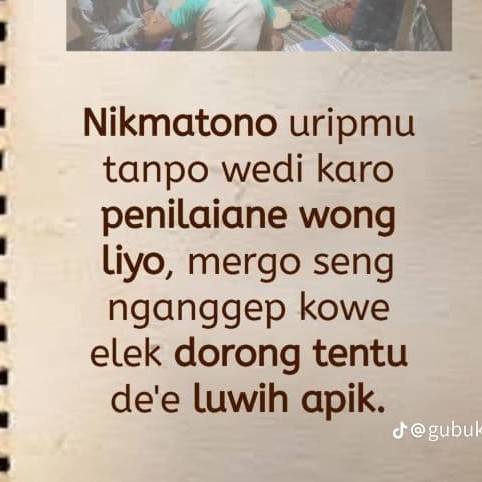 Nikmatono uripmu
tanpo wedi karo
penilaiane wong
liyo, mergo seng
nganggep kowe
elek dorong tentu
de'e luwih apik.
@gubuk